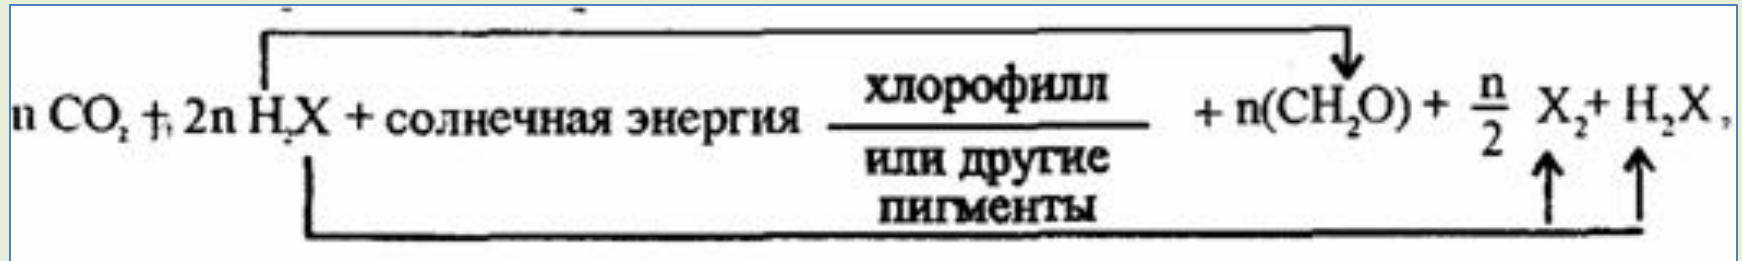 n CO₂ + 2n H₂X + солнечная энергия хлорофилл или другие пигменты + n(CH₂O) + n/2 X₂ + H₂X,